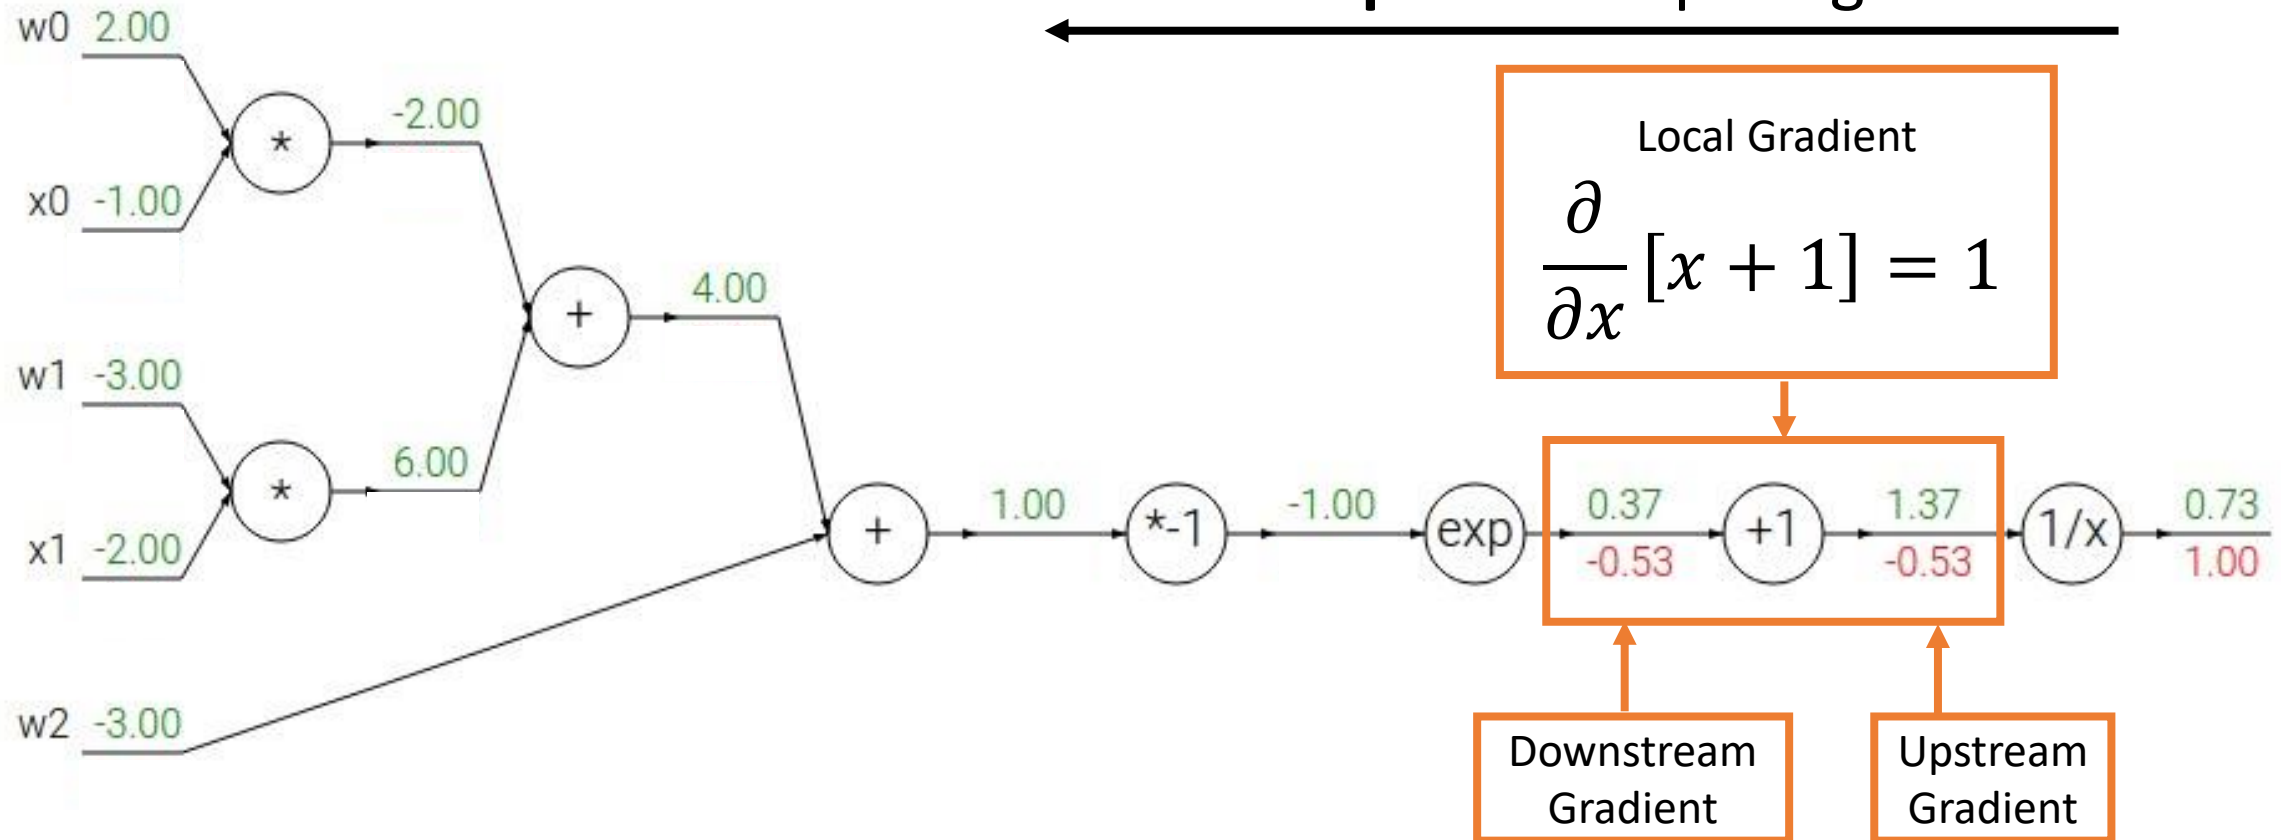 w0 2.00
-2.00
*
x0 -1.00
Local Gradient
∂/∂x [x + 1] = 1
+
4.00
w1 -3.00
6.00
*
x1 -2.00
+
1.00
*-1
-1.00
exp
0.37
-0.53
+1
1.37
-0.53
1/x
0.73
1.00
w2 -3.00
Downstream
Gradient
Upstream
Gradient